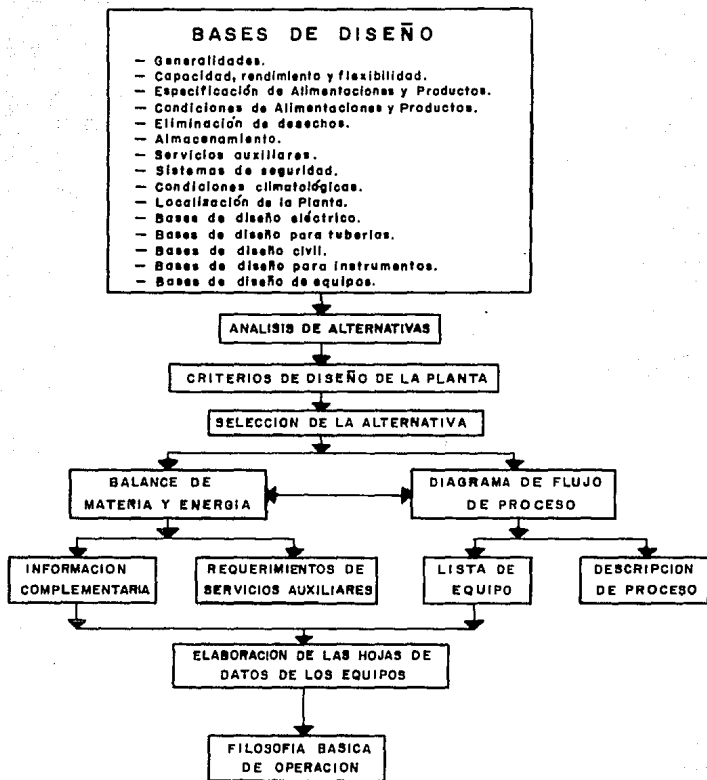 BASES DE DISEÑO
— Generalidades.
— Capacidad, rendimiento y flexibilidad.
— Especificación de Alimentaciones y Productos.
— Condiciones de Alimentaciones y Productos.
— Eliminación de desechos.
— Almacenamiento.
— Servicios auxiliares.
— Sistemas de seguridad.
— Condiciones climatológicas.
— Localización de la Planta.
— Bases de diseño eléctrico.
— Bases de diseño para tuberías.
— Bases de diseño civil.
— Bases de diseño para instrumentos.
— Bases de diseño de equipos.
ANALISIS DE ALTERNATIVAS
CRITERIOS DE DISEÑO DE LA PLANTA
SELECCION DE LA ALTERNATIVA
BALANCE DE
MATERIA Y ENERGIA
DIAGRAMA DE FLUJO
DE PROCESO
INFORMACION
COMPLEMENTARIA
REQUERIMIENTOS DE
SERVICIOS AUXILIARES
LISTA DE
EQUIPO
DESCRIPCION
DE PROCESO
ELABORACION DE LAS HOJAS DE
DATOS DE LOS EQUIPOS
FILOSOFIA BASICA
DE OPERACION